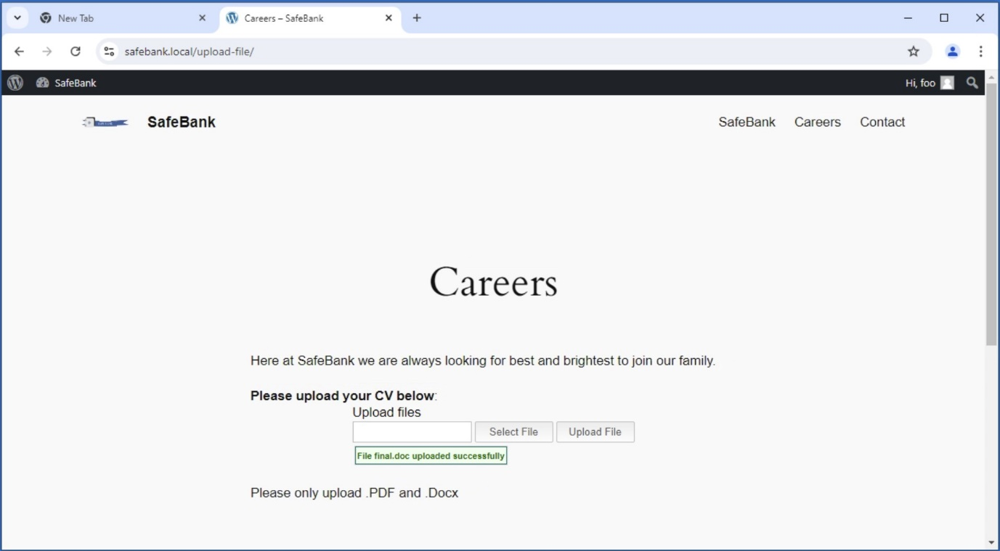 New Tab
Careers – SafeBank
safebank.local/upload-file/
SafeBank
Hi, foo
SafeBank
SafeBank Careers Contact
Careers
Here at SafeBank we are always looking for best and brightest to join our family.
Please upload your CV below:
Upload files
Select File Upload File
File final.doc uploaded successfully
Please only upload .PDF and .Docx